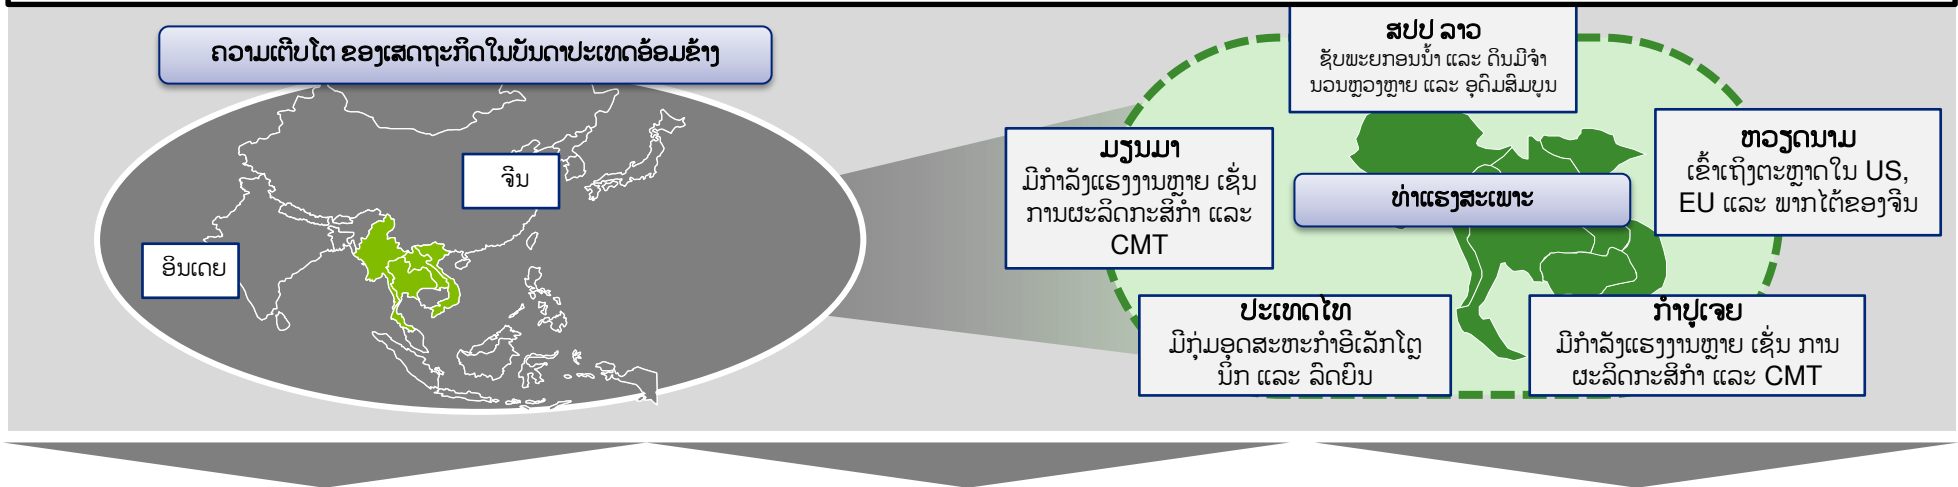 ຄວາມເຕີບໂຕ ຂອງເສດຖະກິດໃນບັນດາປະເທດອ້ອມຂ້າງ
ຈີນ
ອິນເດຍ
ສປປ ລາວ
ຊັບພະຍກອນນ້ຳ ແລະ ດິນມີຈຳ
ນວນຫຼວງຫຼາຍ ແລະ ອຸດົມສົມບູນ
ມຽນມາ
ມີກຳລັງແຮງງານຫຼາຍ ເຊັ່ນ
ການຜະລິດກະສິກຳ ແລະ
CMT
ທ່າແຮງສະເພາະ
ຫວຽດນາມ
ເຂົ້າເຖິງຕະຫຼາດໃນ US,
EU ແລະ ພາກໄຕ້ຂອງຈີນ
ປະເທດໄທ
ມີກຸ່ມອຸດສະຫະກຳອີເລັກໂຕຼ
ນິກ ແລະ ລົດຍົນ
ກຳປູເຈຍ
ມີກຳລັງແຮງງານຫຼາຍ ເຊັ່ນ ການ
ຜະລິດກະສິກຳ ແລະ CMT